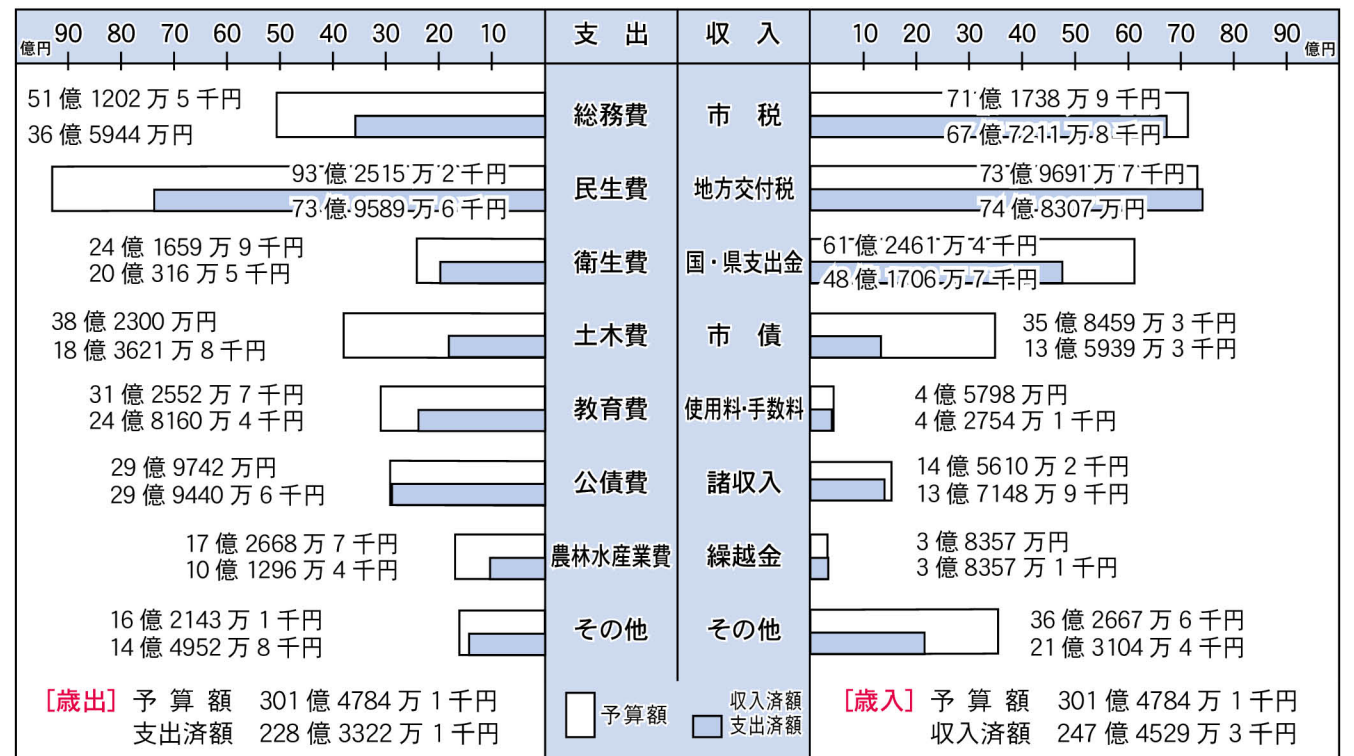 億円 90 80 70 60 50 40 30 20 10 支出 収入 10 20 30 40 50 60 70 80 90 億円
51億1202万5千円 総務費 市税 71億1738万9千円
36億5944万円 67億7211万8千円
93億2515万2千円 民生費 地方交付税 73億9691万7千円
73億9589万6千円 74億8307万円
24億1659万9千円 衛生費 国・県支出金 61億2461万4千円
20億316万5千円 48億1706万7千円
38億2300万円 土木費 市債 35億8459万3千円
18億3621万8千円 13億5939万3千円
31億2552万7千円 教育費 使用料・手数料 4億5798万円
24億8160万4千円 4億2754万1千円
29億9742万円 公債費 諸収入 14億5610万2千円
29億9440万6千円 13億7148万9千円
17億2668万7千円 農林水産業費 繰越金 3億8357万円
10億1296万4千円 3億8357万1千円
16億2143万1千円 その他 その他 36億2667万6千円
14億4952万8千円 21億3104万4千円
[歳出] 予算額 301億4784万1千円
支出済額 228億3322万1千円
予算額
収入済額
支出済額
[歳入] 予算額 301億4784万1千円
収入済額 247億4529万3千円